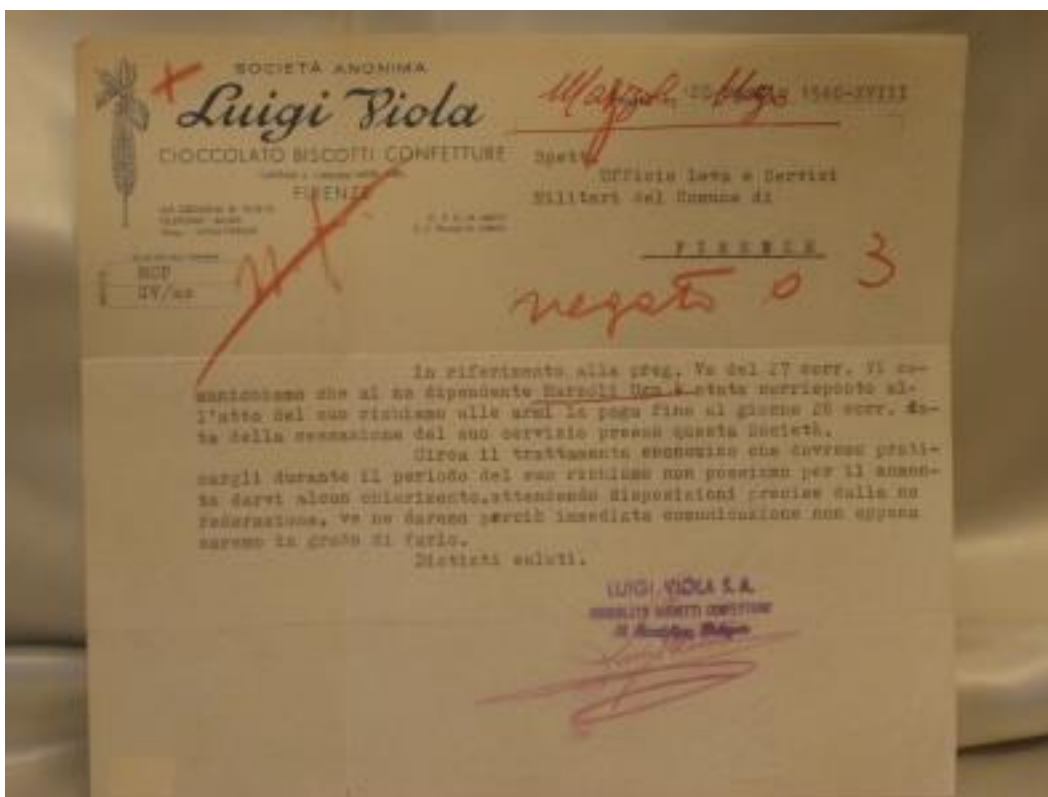 SOCIETÀ ANONIMA
Luigi Viola
CIOCCOLATO BISCOTTI CONFETTURE
FIRENZE
1940-XVIII
Spett.
Ufficio Leva e Servizi
Militari del Comune di
FIRENZE
negato o 3
In riferimento alla preg. Vs del 27 corr. Vi co-
munichiamo che al ns dipendente Marzoli Ugo è stata corrisposto al-
l'atto del suo richiamo alle armi la paga fino al giorno 26 corr. da-
ta della cessazione del suo servizio presso questa Società.
Circa il trattamento economico che dovremo prati-
cargli durante il periodo del suo richiamo non possiamo per il momen-
to darvi alcun chiarimento, attendendo disposizioni precise dalla ns
federazione, ve ne daremo perciò immediata comunicazione non appena
saremo in grado di farlo.
Distinti saluti.
LUIGI VIOLA S. A.